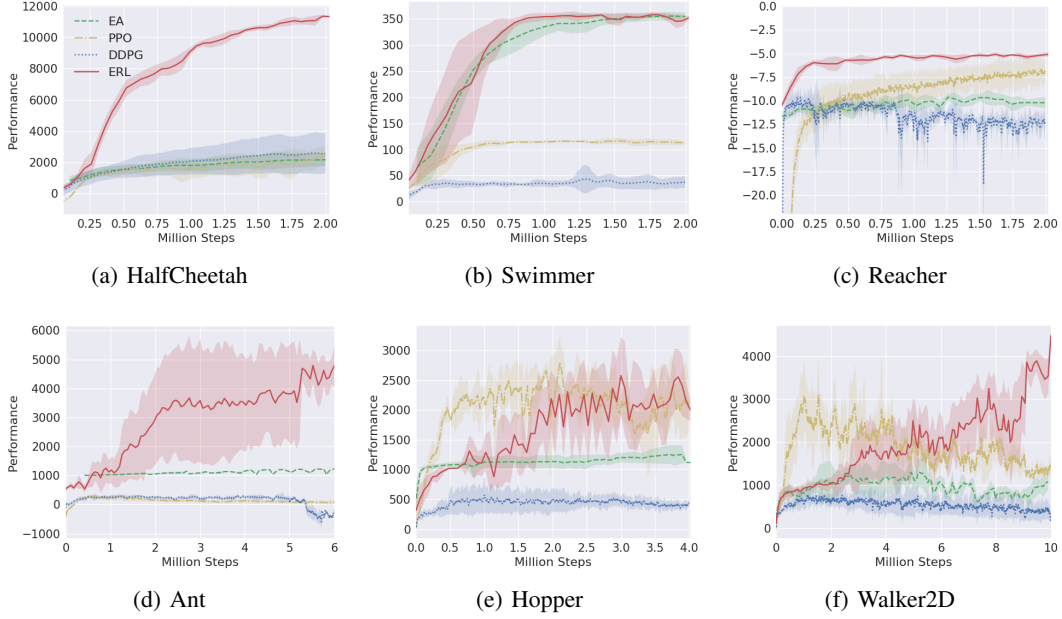 12000
10000
8000
6000
4000
2000
0
Performance
EA
PPO
DDPG
ERL
0.25 0.50 0.75 1.00 1.25 1.50 1.75 2.00
Million Steps
(a) HalfCheetah
350
300
250
200
150
100
50
0
Performance
0.25 0.50 0.75 1.00 1.25 1.50 1.75 2.00
Million Steps
(b) Swimmer
0.0
−2.5
−5.0
−7.5
−10.0
−12.5
−15.0
−17.5
−20.0
Performance
0.00 0.25 0.50 0.75 1.00 1.25 1.50 1.75 2.00
Million Steps
(c) Reacher
6000
5000
4000
3000
2000
1000
0
−1000
Performance
0 1 2 3 4 5 6
Million Steps
(d) Ant
3000
2500
2000
1500
1000
500
0
Performance
0.0 0.5 1.0 1.5 2.0 2.5 3.0 3.5 4.0
Million Steps
(e) Hopper
4000
3000
2000
1000
0
Performance
0 2 4 6 8 10
Million Steps
(f) Walker2D